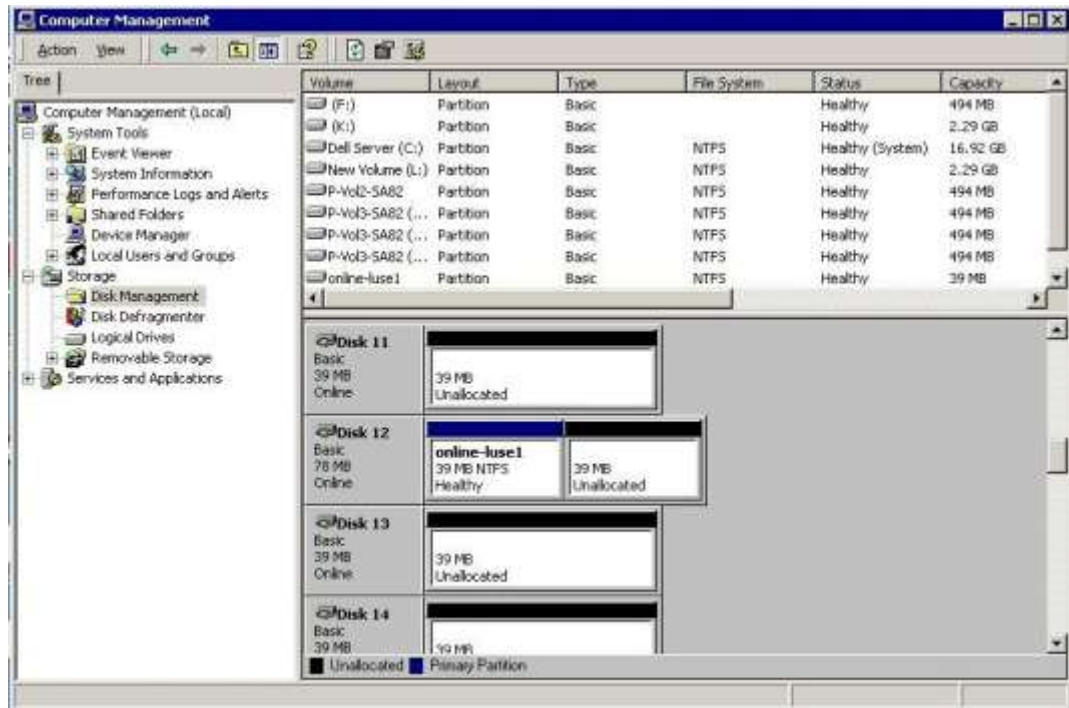 Computer Management
Action View
Tree
Computer Management (Local)
System Tools
Event Viewer
System Information
Performance Logs and Alerts
Shared Folders
Device Manager
Local Users and Groups
Storage
Disk Management
Disk Defragmenter
Logical Drives
Removable Storage
Services and Applications
Volume Layout Type File System Status Capacity
(F:) Partition Basic Healthy 494 MB
(K:) Partition Basic Healthy 2.29 GB
Dell Server (C:) Partition Basic NTFS Healthy (System) 16.92 GB
New Volume (L:) Partition Basic NTFS Healthy 2.29 GB
P-Vol2-SA82 Partition Basic NTFS Healthy 494 MB
P-Vol3-SA82 (... Partition Basic NTFS Healthy 494 MB
P-Vol3-SA82 (... Partition Basic NTFS Healthy 494 MB
P-Vol3-SA82 (... Partition Basic NTFS Healthy 494 MB
online-luse1 Partition Basic NTFS Healthy 39 MB
Disk 11
Basic
39 MB
Online
39 MB
Unallocated
Disk 12
Basic
78 MB
Online
online-luse1
39 MB NTFS
Healthy
39 MB
Unallocated
Disk 13
Basic
39 MB
Online
39 MB
Unallocated
Disk 14
Basic
39 MB
39 MB
Unallocated Primary Partition